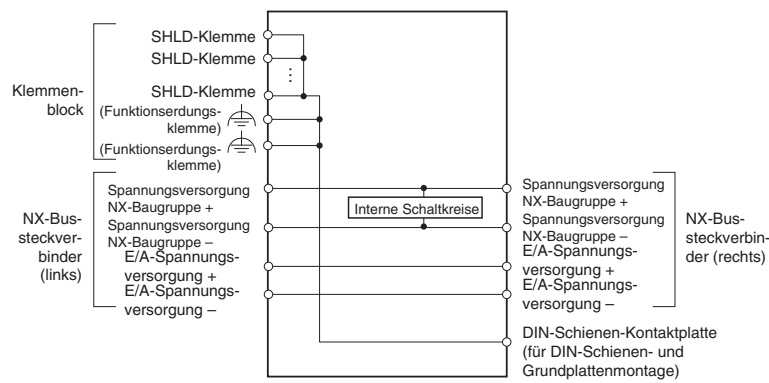 SHLD-Klemme
SHLD-Klemme
⋮
SHLD-Klemme
Klemmen-
block
(Funktionserdungs-
klemme)
(Funktionserdungs-
klemme)
NX-Bus-
steckver-
binder
(links)
Spannungsversorgung
NX-Baugruppe +
Spannungsversorgung
NX-Baugruppe –
E/A-Spannungs-
versorgung +
E/A-Spannungs-
versorgung –
Interne Schaltkreise
Spannungsversorgung
NX-Baugruppe +
Spannungsversorgung
NX-Baugruppe –
E/A-Spannungs-
versorgung +
E/A-Spannungs-
versorgung –
NX-Bus-
steckverbin-
der (rechts)
DIN-Schienen-Kontaktplatte
(für DIN-Schienen- und
Grundplattenmontage)